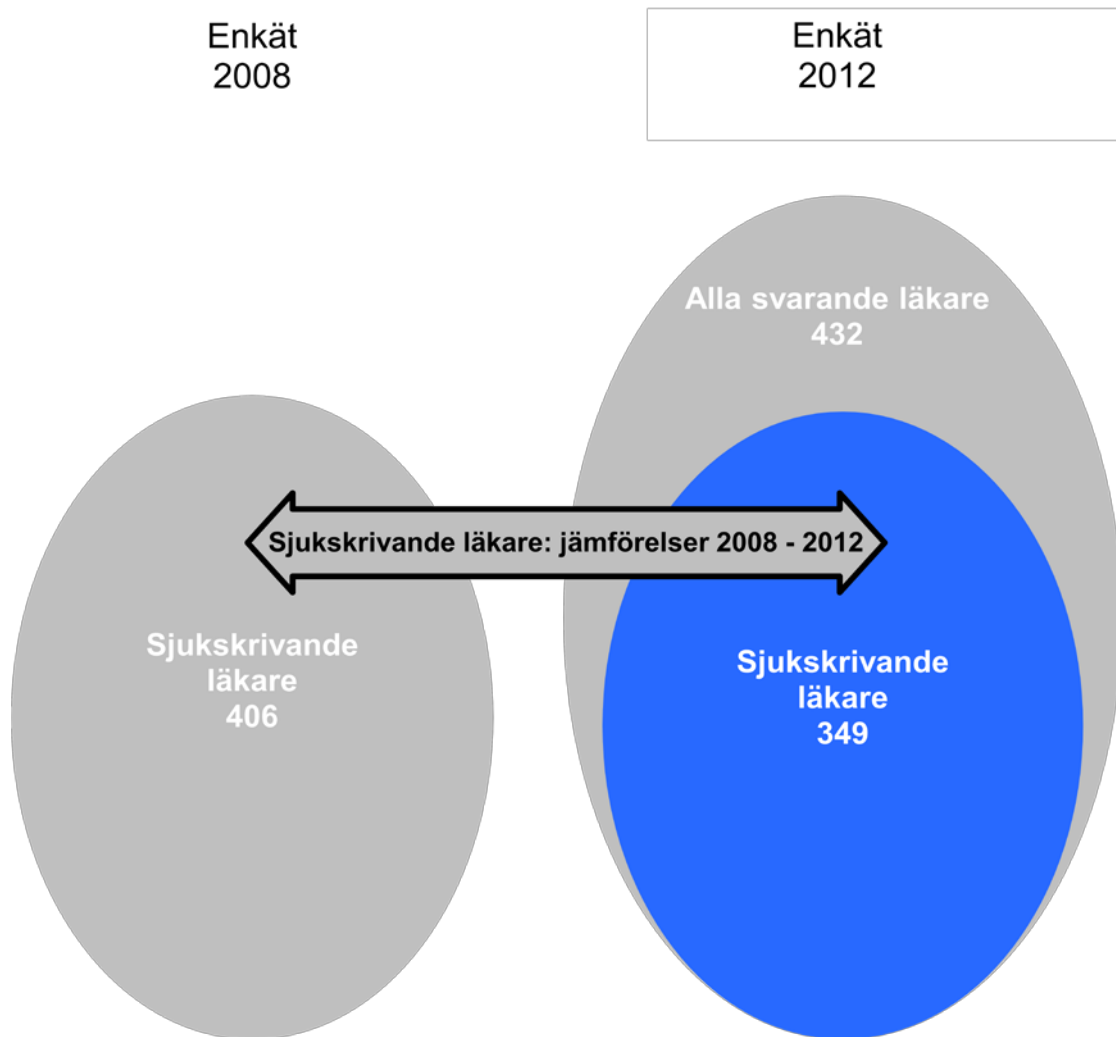 Enkät
2008
Enkät
2012
Alla svarande läkare
432
Sjukskrivande läkare: jämförelser 2008 - 2012
Sjukskrivande
läkare
406
Sjukskrivande
läkare
349